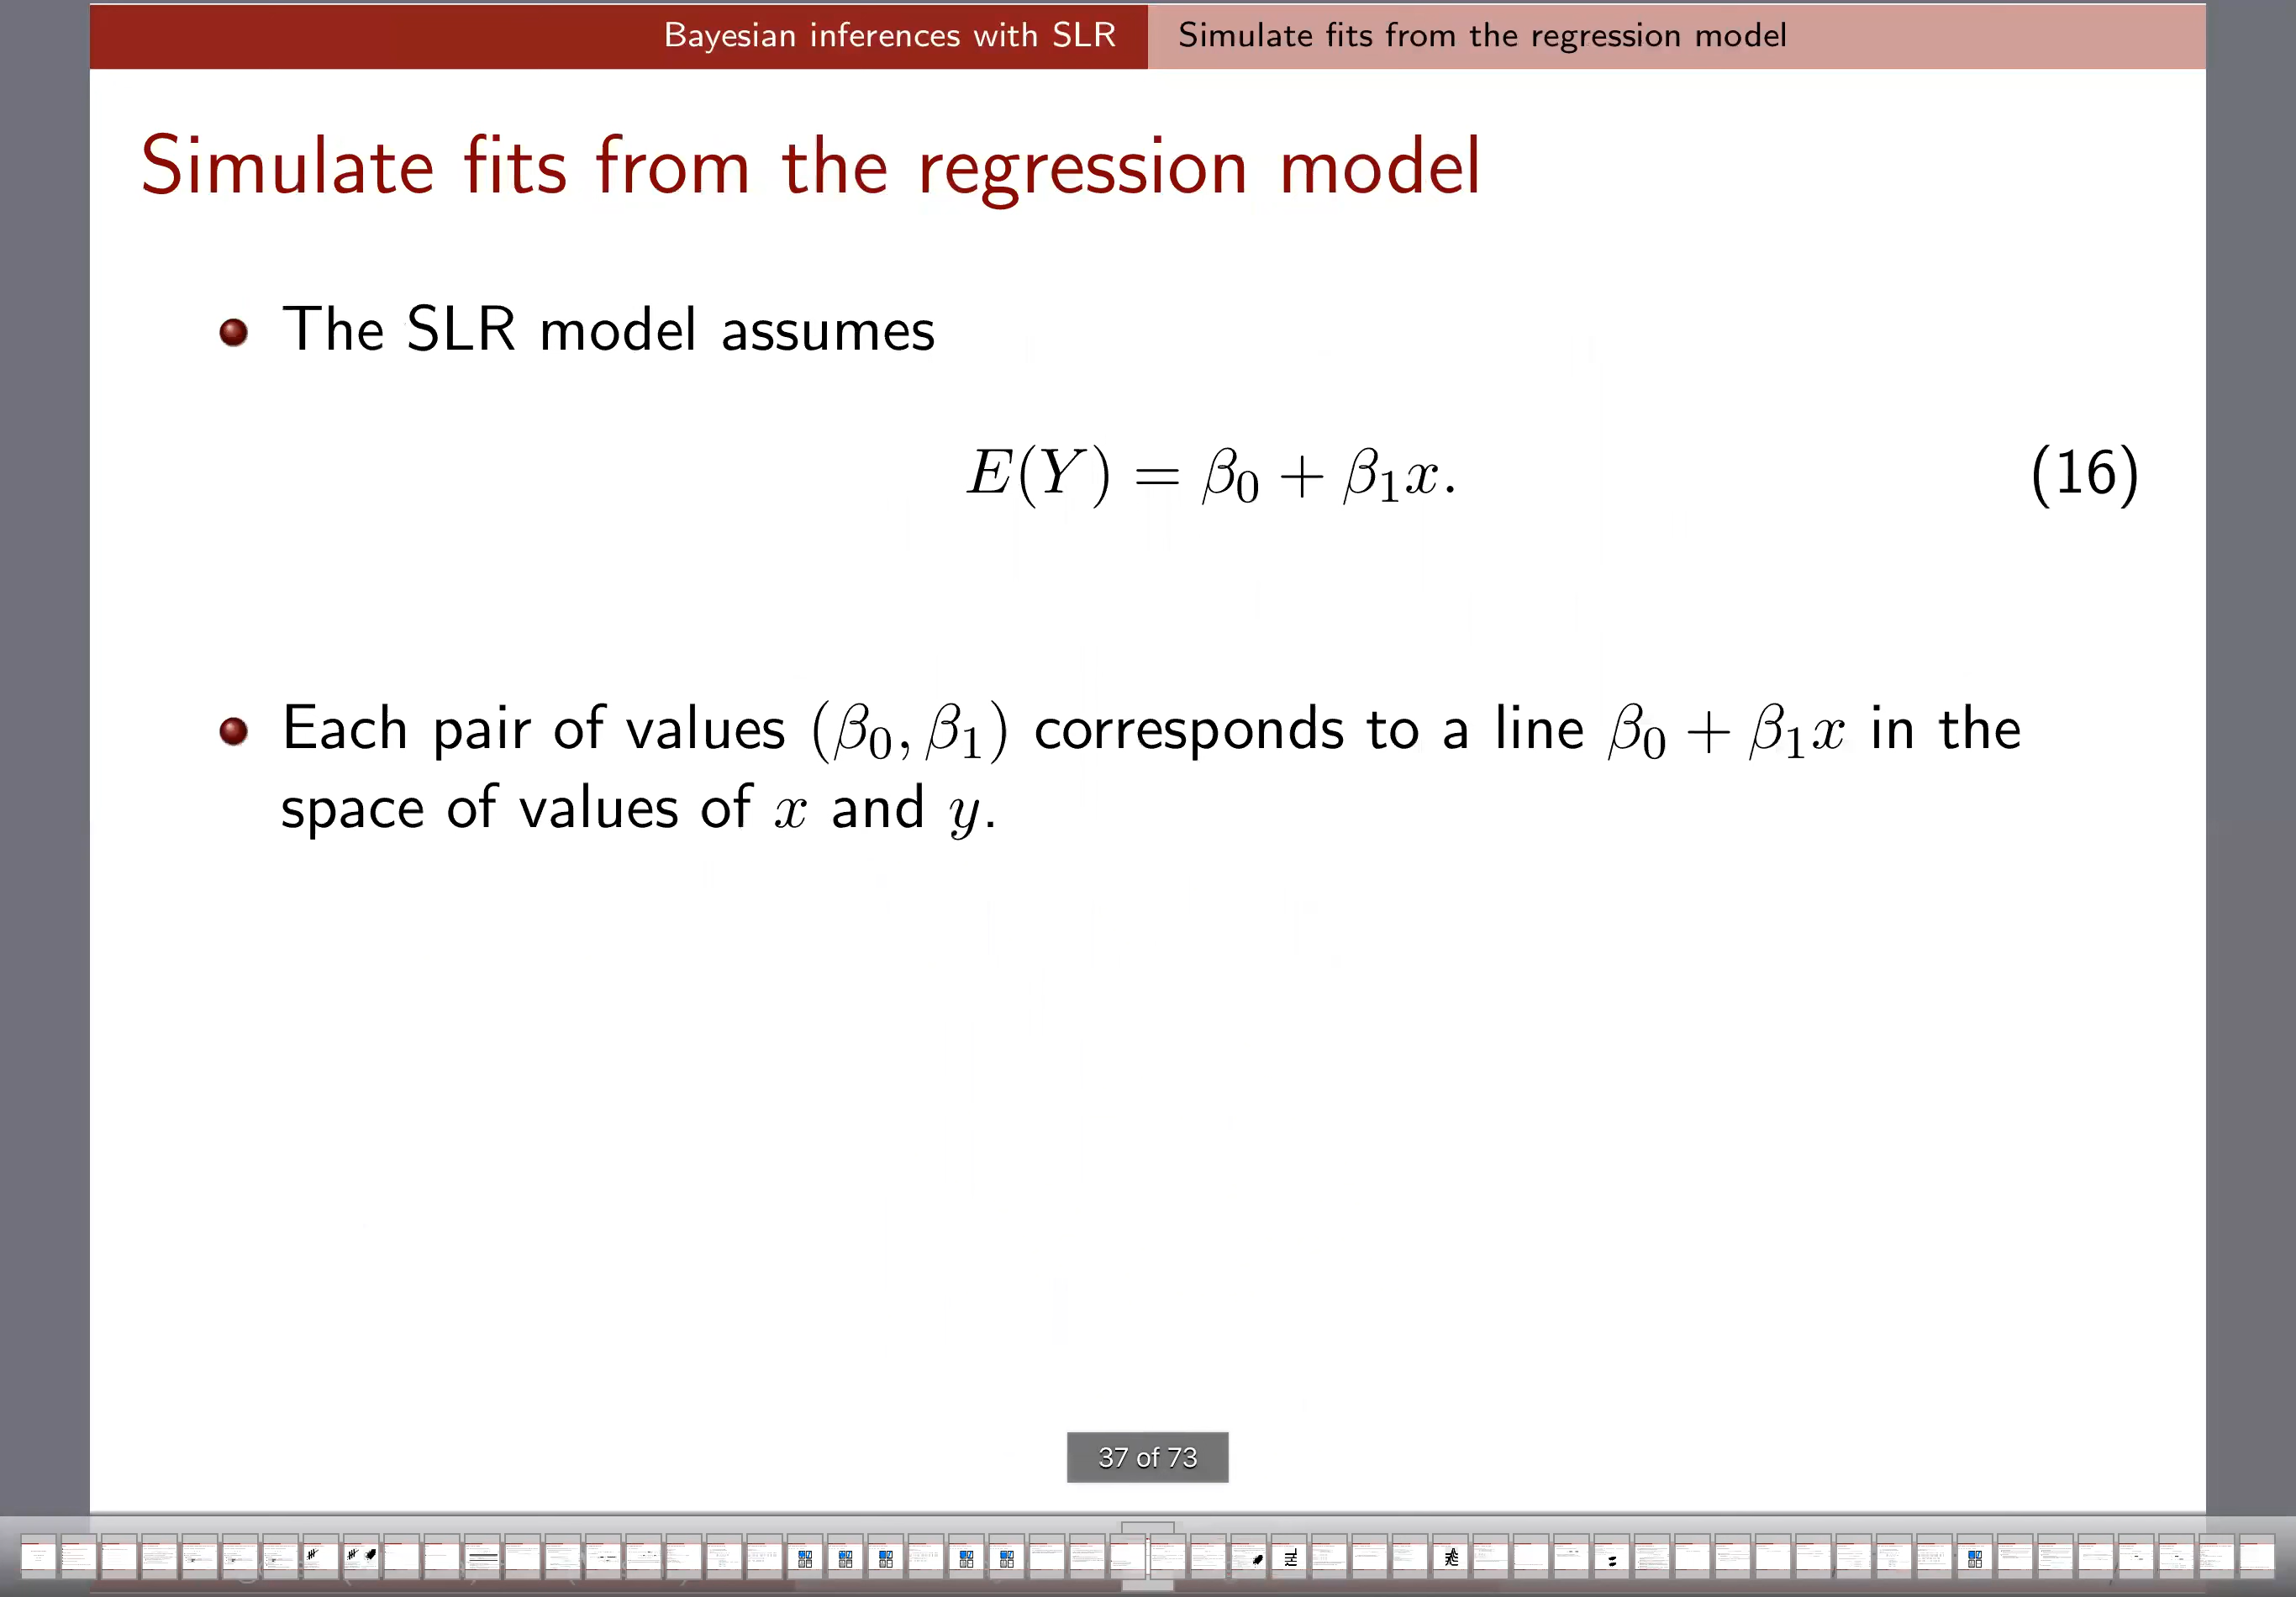 Bayesian inferences with SLR
Simulate fits from the regression model
Simulate fits from the regression model
The SLR model assumes
E(Y) = β₀ + β₁x. (16)
Each pair of values (β₀, β₁) corresponds to a line β₀ + β₁x in the
space of values of x and y.
37 of 73